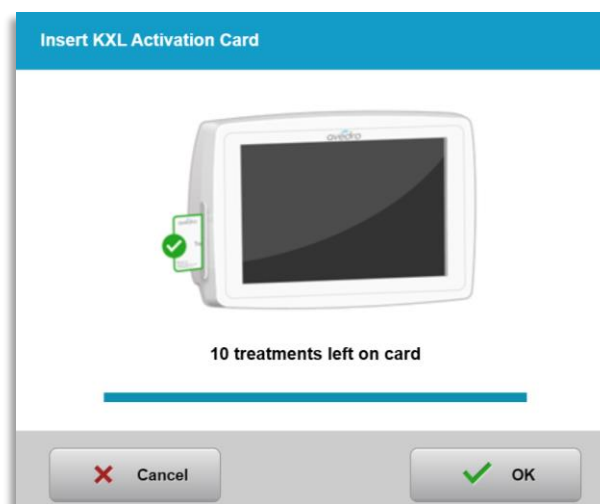 Insert KXL Activation Card
avedro
10 treatments left on card
Cancel
OK